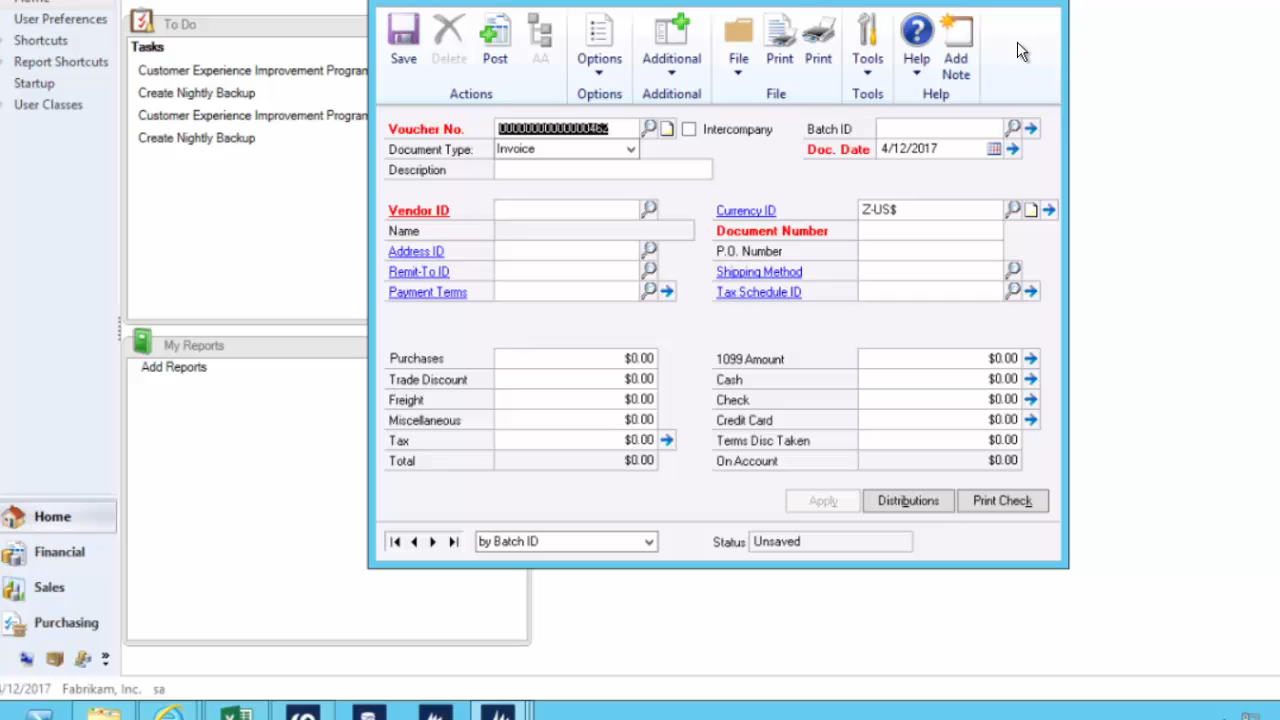 Home
User Preferences
Shortcuts
Report Shortcuts
Startup
User Classes
To Do
Tasks
Customer Experience Improvement Program
Create Nightly Backup
Customer Experience Improvement Program
Create Nightly Backup
My Reports
Add Reports
Save
Delete
Post
AA
Options
Additional
File
Print
Print
Tools
Help
Add Note
Actions
Options
Additional
File
Tools
Help
Voucher No. 00000000000000462 Intercompany Batch ID
Document Type: Invoice Doc. Date 4/12/2017
Description
Vendor ID Currency ID Z-US$
Name Document Number
Address ID P.O. Number
Remit-To ID Shipping Method
Payment Terms Tax Schedule ID
Purchases $0.00 1099 Amount $0.00
Trade Discount $0.00 Cash $0.00
Freight $0.00 Check $0.00
Miscellaneous $0.00 Credit Card $0.00
Tax $0.00 Terms Disc Taken $0.00
Total $0.00 On Account $0.00
Apply Distributions Print Check
by Batch ID Status Unsaved
Home
Financial
Sales
Purchasing
4/12/2017 Fabrikam, Inc. sa